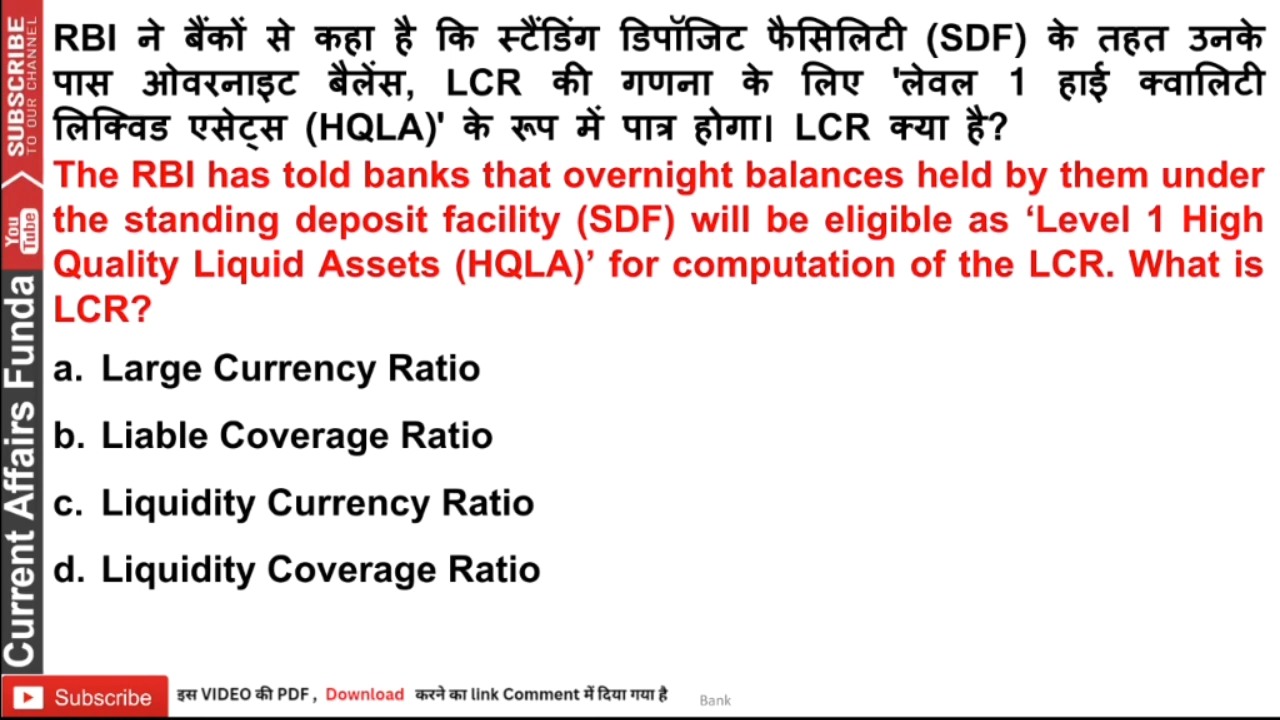 RBI ने बैंकों से कहा है कि स्टैंडिंग डिपॉजिट फैसिलिटी (SDF) के तहत उनके
पास ओवरनाइट बैलेंस, LCR की गणना के लिए 'लेवल 1 हाई क्वालिटी
लिक्विड एसेट्स (HQLA)' के रूप में पात्र होगा। LCR क्या है?
The RBI has told banks that overnight balances held by them under
the standing deposit facility (SDF) will be eligible as ‘Level 1 High
Quality Liquid Assets (HQLA)’ for computation of the LCR. What is
LCR?
a. Large Currency Ratio
b. Liable Coverage Ratio
c. Liquidity Currency Ratio
d. Liquidity Coverage Ratio
SUBSCRIBE
TO OUR CHANNEL
You Tube
Current Affairs Funda
Subscribe
इस VIDEO की PDF , Download करने का link Comment में दिया गया है
Bank